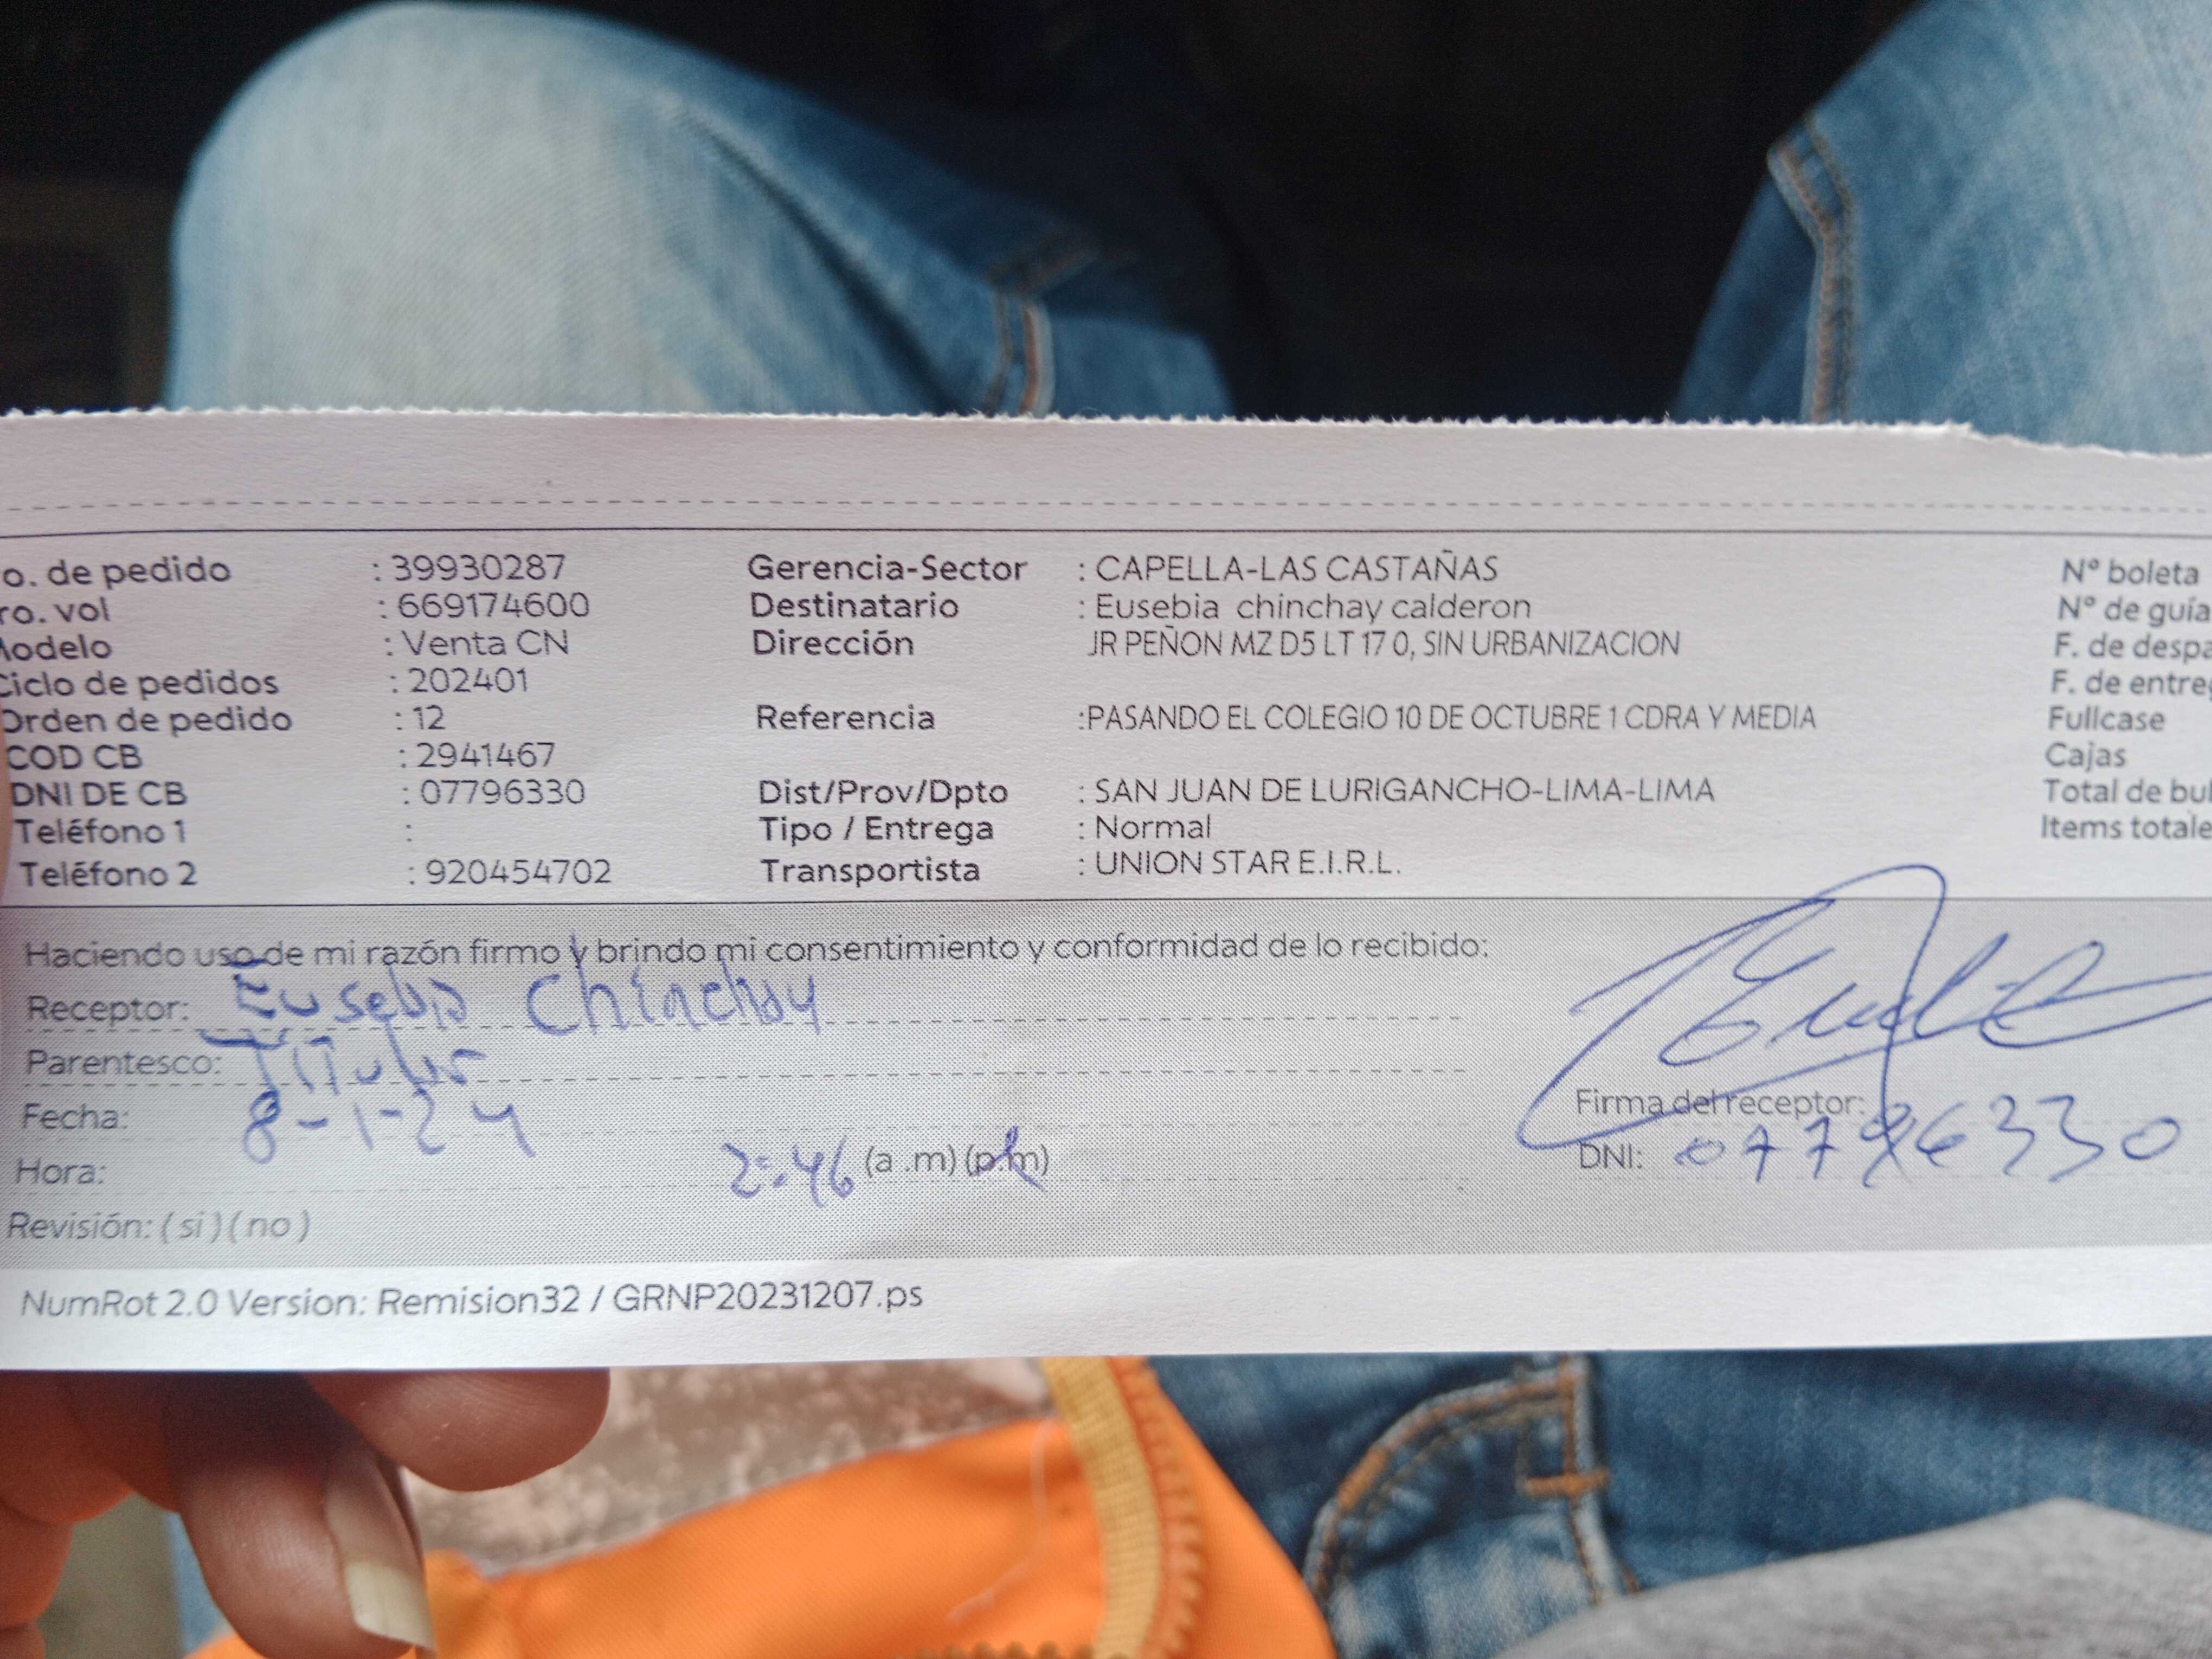 o. de pedido : 39930287 Gerencia-Sector : CAPELLA-LAS CASTAÑAS Nº boleta
ro. vol : 669174600 Destinatario : Eusebia chinchay calderon Nº de guía
Modelo : Venta CN Dirección JR PEÑON MZ D5 LT 17 0, SIN URBANIZACION F. de despa
Ciclo de pedidos : 202401 F. de entreg
Orden de pedido : 12 Referencia :PASANDO EL COLEGIO 10 DE OCTUBRE 1 CDRA Y MEDIA Fullcase
COD CB : 2941467 Cajas
DNI DE CB : 07796330 Dist/Prov/Dpto : SAN JUAN DE LURIGANCHO-LIMA-LIMA Total de bul
Teléfono 1 : Tipo / Entrega : Normal Items totale
Teléfono 2 : 920454702 Transportista : UNION STAR E.I.R.L.
Haciendo uso de mi razón firmo y brindo mi consentimiento y conformidad de lo recibido:
Receptor: Eusebia Chinchay
Parentesco: Titular
Fecha: 8-1-24 Firma del receptor:
Hora: 2:46 (a .m) (p.m) DNI: 07796330
Revisión: ( si ) ( no )
NumRot 2.0 Version: Remision32 / GRNP20231207.ps